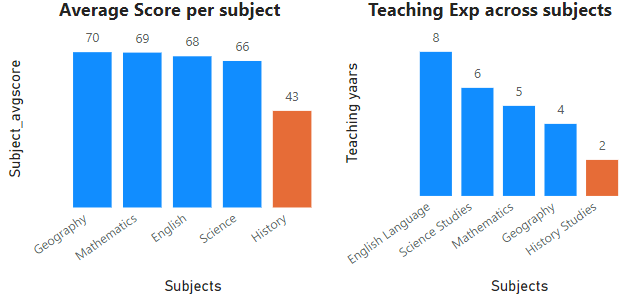 Average Score per subject
Subject_avgscore
70
69
68
66
43
Geography
Mathematics
English
Science
History
Subjects
Teaching Exp across subjects
Teaching yaars
8
6
5
4
2
English Language
Science Studies
Mathematics
Geography
History Studies
Subjects